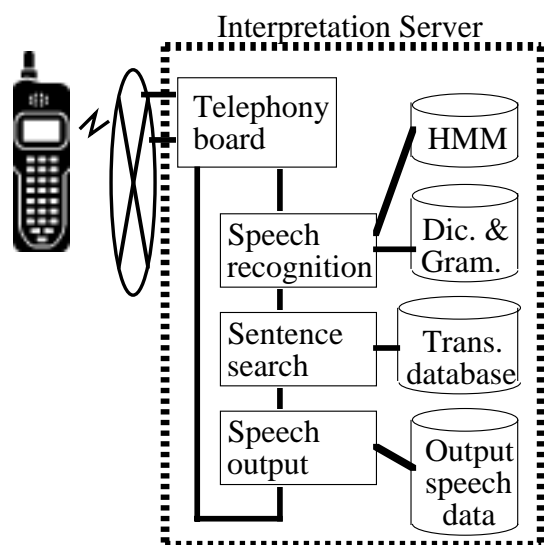 Interpretation Server
Telephony
board
HMM
Speech
recognition
Dic. &
Gram.
Sentence
search
Trans.
database
Speech
output
Output
speech
data